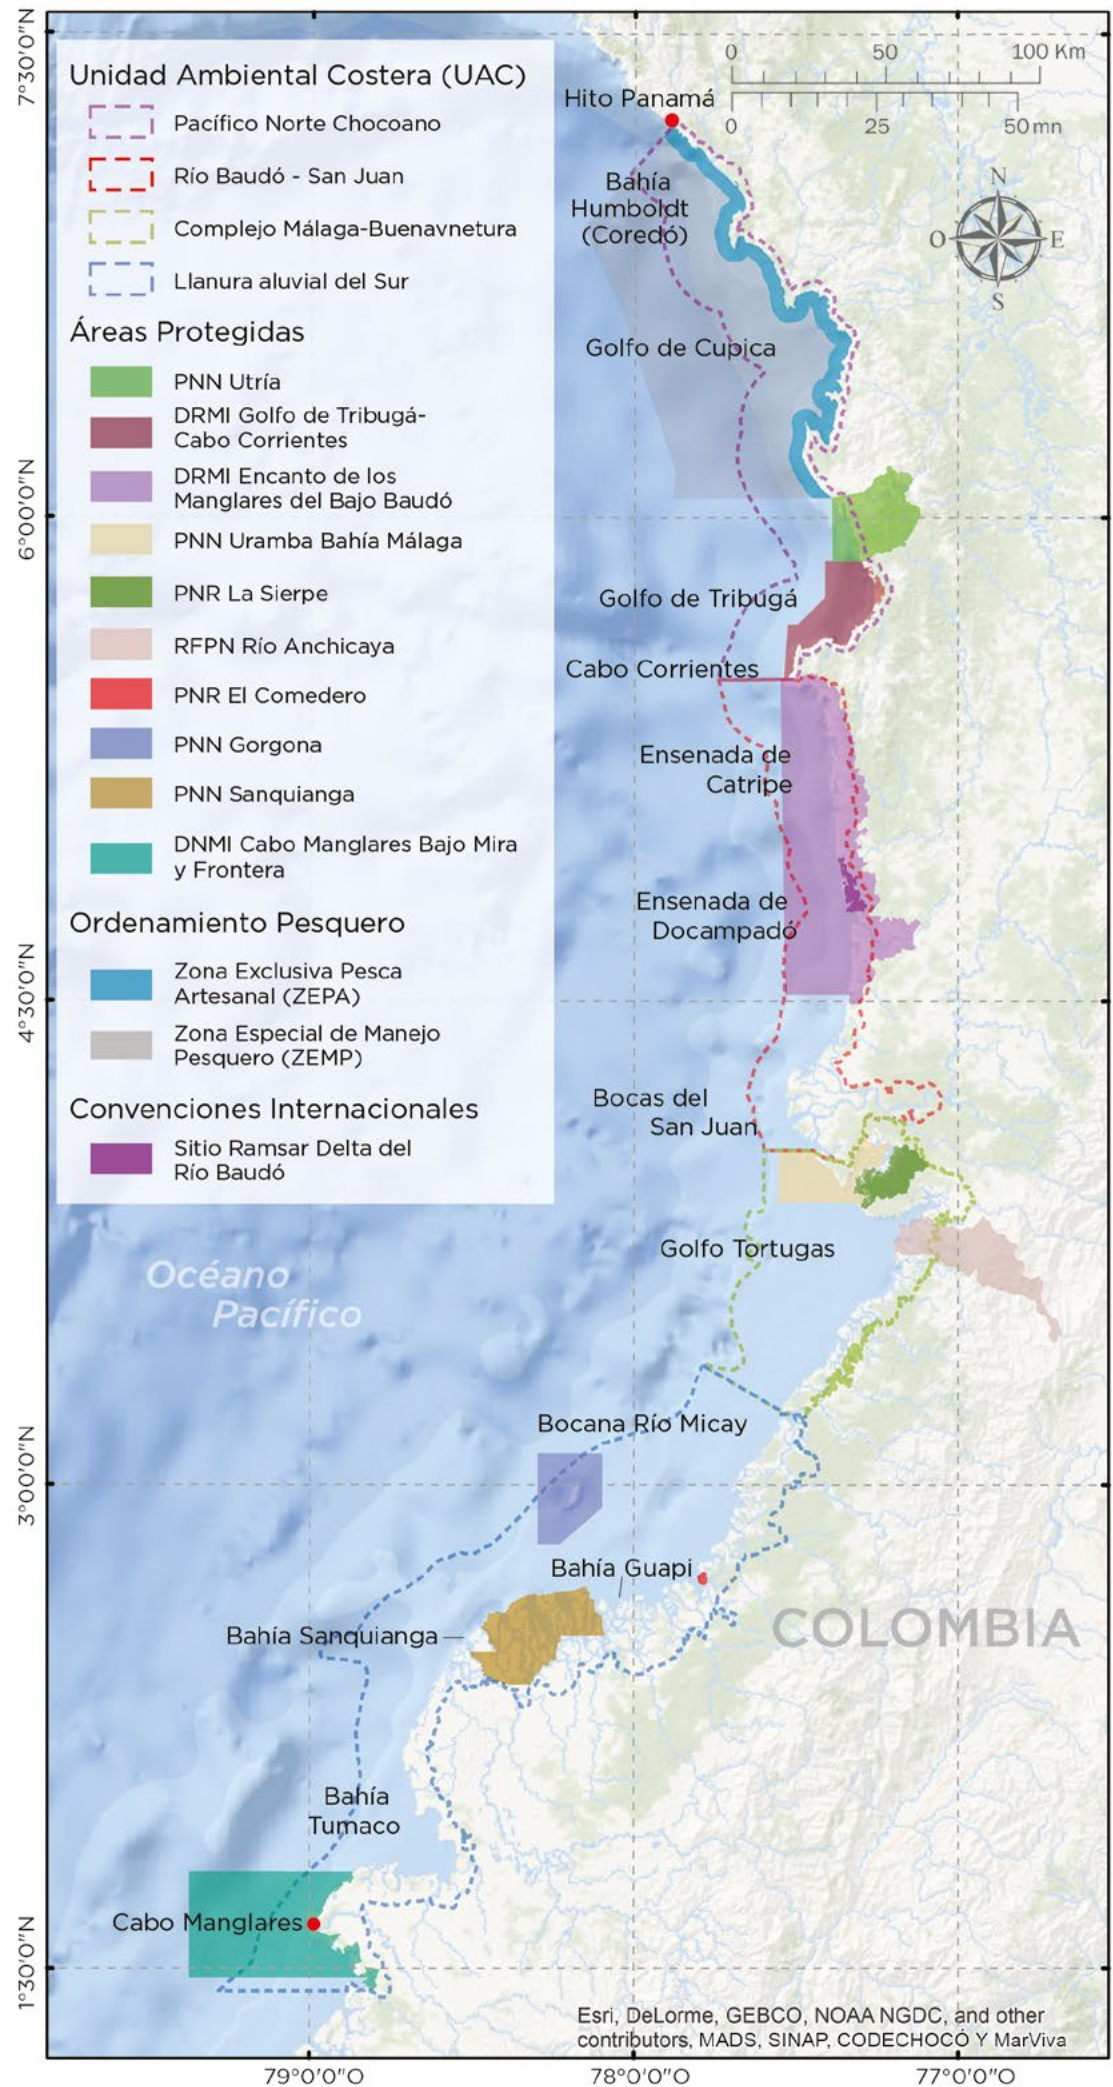 Unidad Ambiental Costera (UAC)
Pacífico Norte Chocoano
Río Baudó - San Juan
Complejo Málaga-Buenavnetura
Llanura aluvial del Sur
Áreas Protegidas
PNN Utría
DRMI Golfo de Tribugá-
Cabo Corrientes
DRMI Encanto de los
Manglares del Bajo Baudó
PNN Uramba Bahía Málaga
PNR La Sierpe
RFPN Río Anchicaya
PNR El Comedero
PNN Gorgona
PNN Sanquianga
DNMI Cabo Manglares Bajo Mira
y Frontera
Ordenamiento Pesquero
Zona Exclusiva Pesca
Artesanal (ZEPA)
Zona Especial de Manejo
Pesquero (ZEMP)
Convenciones Internacionales
Sitio Ramsar Delta del
Río Baudó
0 50 100 Km
0 25 50 mn
N
O E
S
Hito Panamá
Bahía
Humboldt
(Coredó)
Golfo de Cupica
Golfo de Tribugá
Cabo Corrientes
Ensenada de
Catripe
Ensenada de
Docampadó
Bocas del
San Juan
Golfo Tortugas
Océano
Pacífico
Bocana Río Micay
Bahía Guapi
Bahía Sanquianga
COLOMBIA
Bahía
Tumaco
Cabo Manglares
Esri, DeLorme, GEBCO, NOAA NGDC, and other
contributors, MADS, SINAP, CODECHOCÓ Y MarViva
7°30'0"N
6°00'0"N
4°30'0"N
3°00'0"N
1°30'0"N
79°0'0"O
78°0'0"O
77°0'0"O